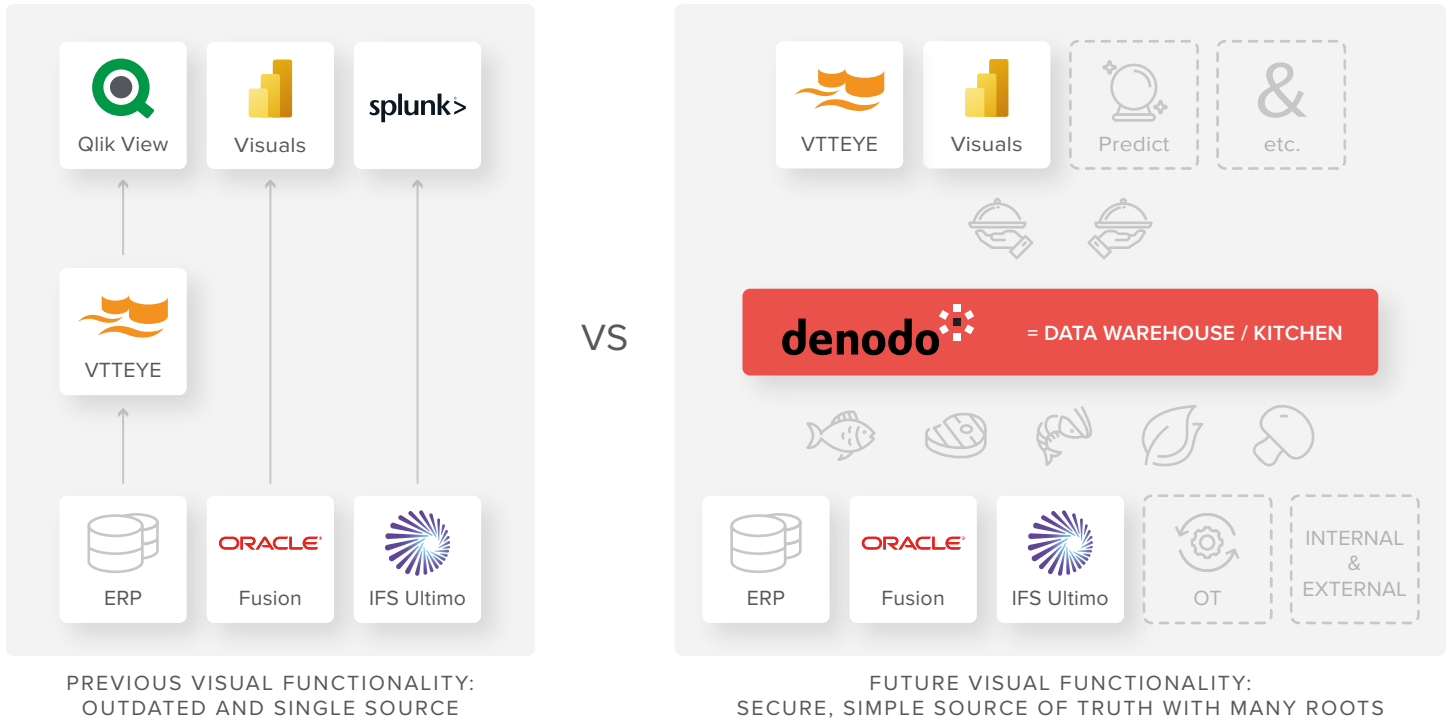 Qlik View
Visuals
splunk>
VTTEYE
ERP
ORACLE
Fusion
IFS Ultimo
PREVIOUS VISUAL FUNCTIONALITY:
OUTDATED AND SINGLE SOURCE
VS
VTTEYE
Visuals
Predict
&
etc.
denodo
= DATA WAREHOUSE / KITCHEN
ERP
ORACLE
Fusion
IFS Ultimo
OT
INTERNAL
&
EXTERNAL
FUTURE VISUAL FUNCTIONALITY:
SECURE, SIMPLE SOURCE OF TRUTH WITH MANY ROOTS